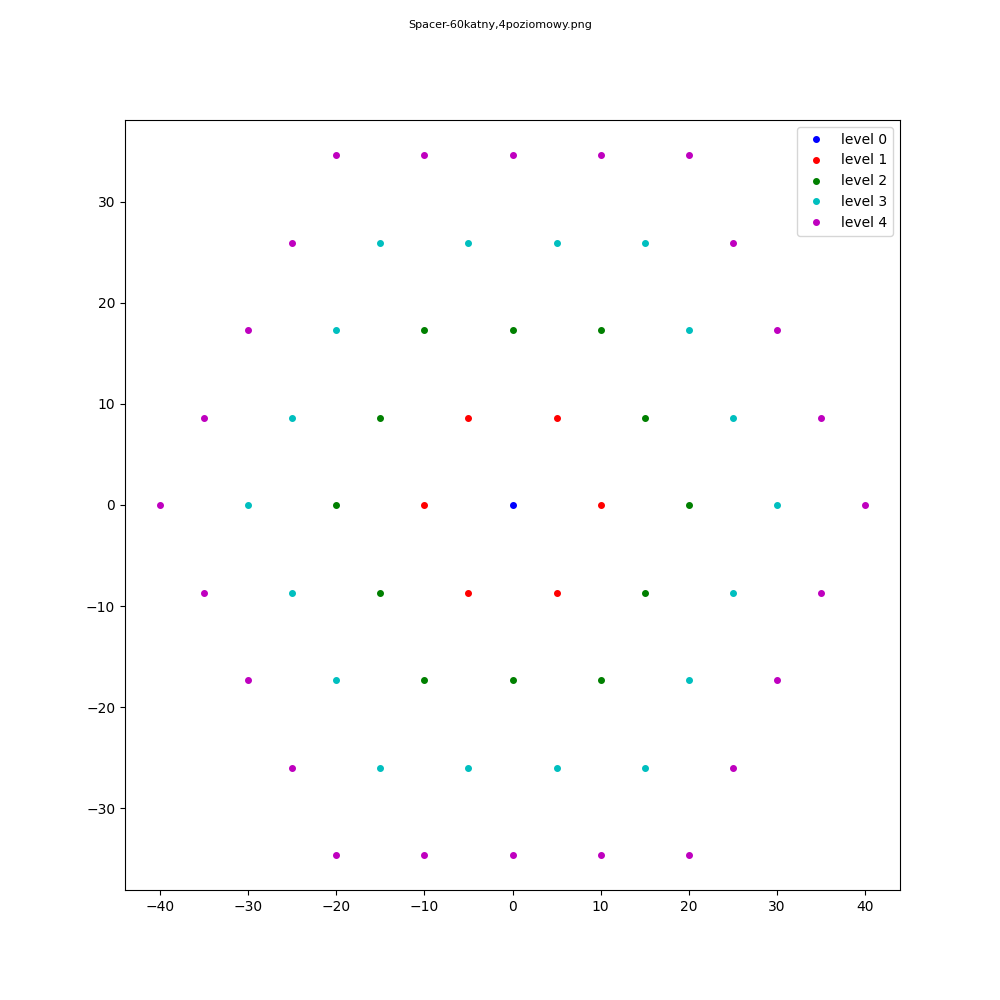 Spacer-60katny,4poziomowy.png
level 0
level 1
level 2
level 3
level 4
30
20
10
0
−10
−20
−30
−40 −30 −20 −10 0 10 20 30 40